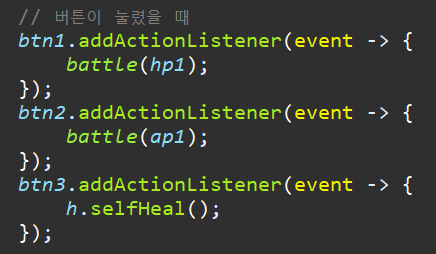 // 버튼이 눌렸을 때
btn1.addActionListener(event -> {
    battle(hp1);
});
btn2.addActionListener(event -> {
    battle(ap1);
});
btn3.addActionListener(event -> {
    h.selfHeal();
});